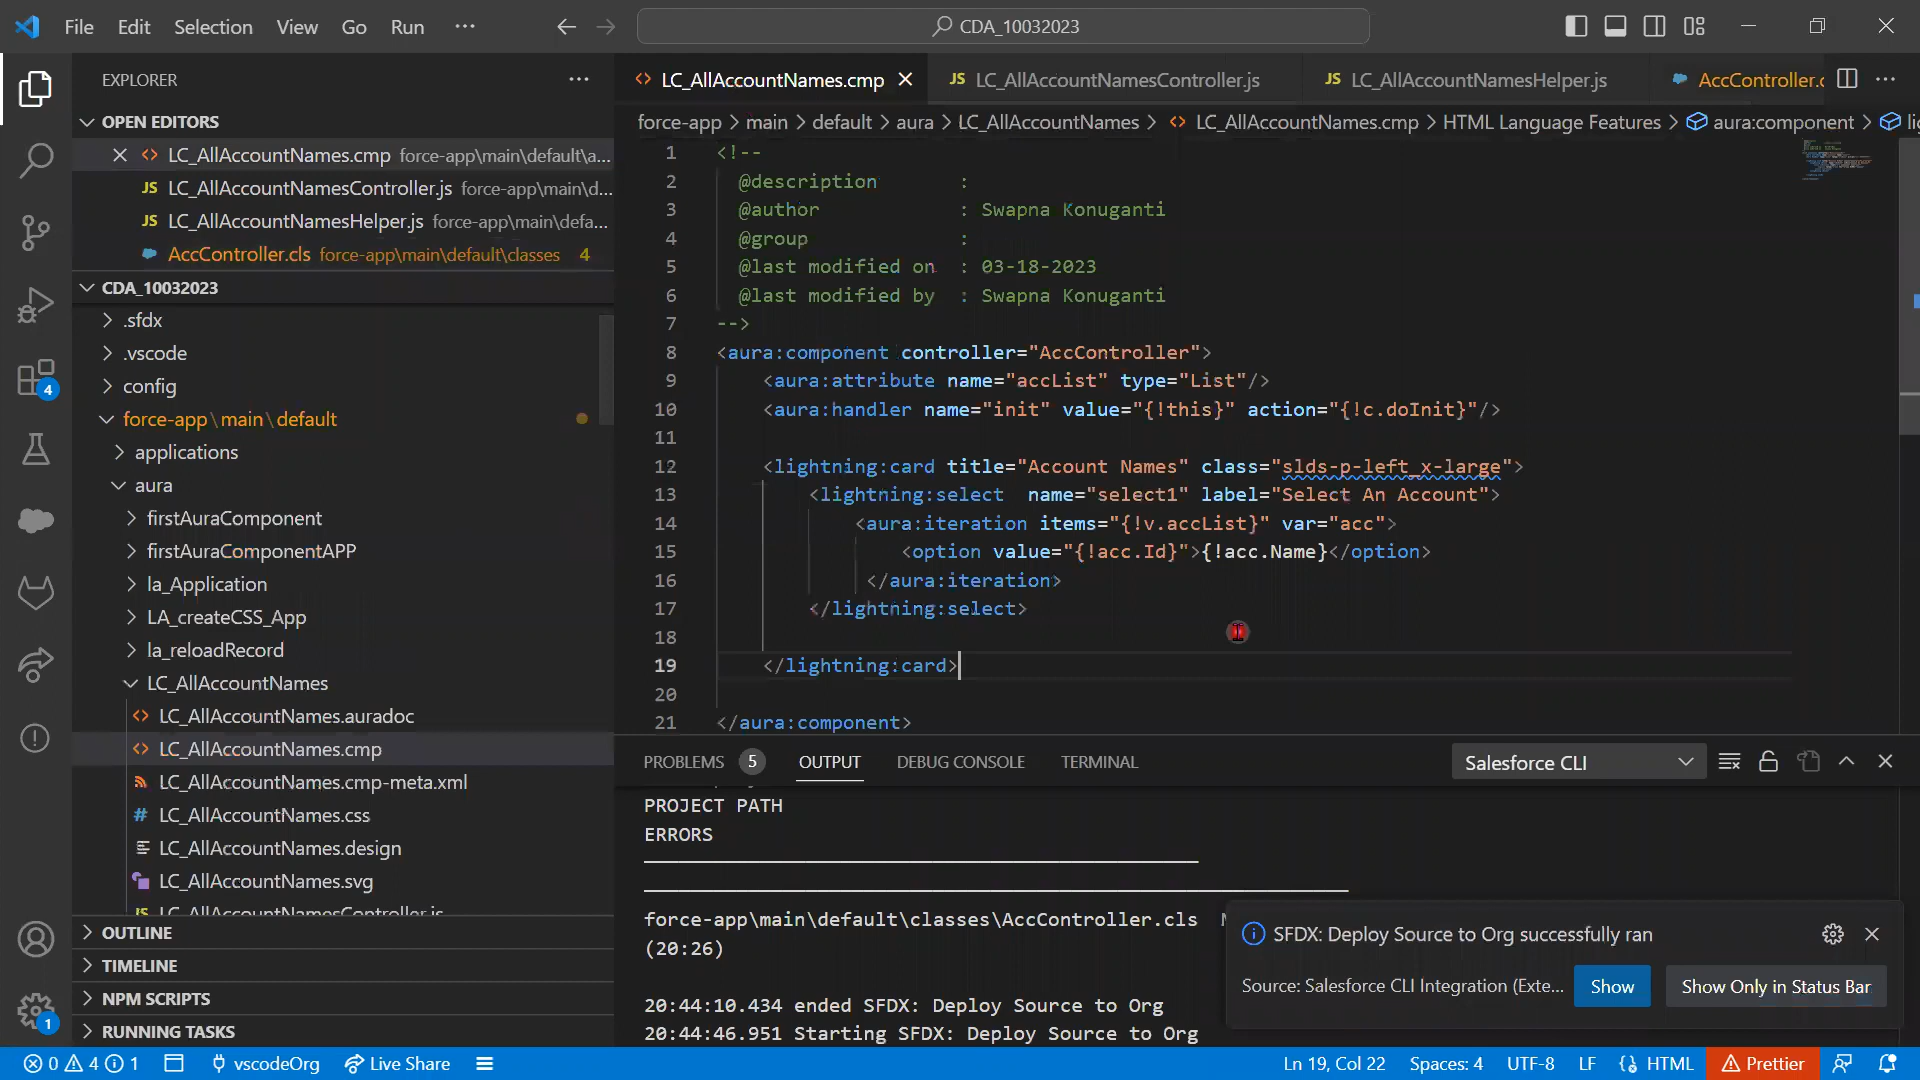 File Edit Selection View Go Run
CDA_10032023
EXPLORER
OPEN EDITORS
LC_AllAccountNames.cmp force-app\main\default\a...
LC_AllAccountNamesController.js force-app\main\d...
LC_AllAccountNamesHelper.js force-app\main\defa...
AccController.cls force-app\main\default\classes 4
CDA_10032023
.sfdx
.vscode
config
force-app\main\default
applications
aura
firstAuraComponent
firstAuraComponentAPP
la_Application
LA_createCSS_App
la_reloadRecord
LC_AllAccountNames
LC_AllAccountNames.auradoc
LC_AllAccountNames.cmp
LC_AllAccountNames.cmp-meta.xml
LC_AllAccountNames.css
LC_AllAccountNames.design
LC_AllAccountNames.svg
LC_AllAccountNamesController.js
OUTLINE
TIMELINE
NPM SCRIPTS
RUNNING TASKS
4
1
LC_AllAccountNames.cmp LC_AllAccountNamesController.js LC_AllAccountNamesHelper.js AccController.c
force-app > main > default > aura > LC_AllAccountNames > LC_AllAccountNames.cmp > HTML Language Features > aura:component >
1 <!--
2 @description :
3 @author : Swapna Konuganti
4 @group :
5 @last modified on : 03-18-2023
6 @last modified by : Swapna Konuganti
7 -->
8 <aura:component controller="AccController">
9 <aura:attribute name="accList" type="List"/>
10 <aura:handler name="init" value="{!this}" action="{!c.doInit}"/>
11
12 <lightning:card title="Account Names" class="slds-p-left_x-large">
13 <lightning:select name="select1" label="Select An Account">
14 <aura:iteration items="{!v.accList}" var="acc">
15 <option value="{!acc.Id}">{!acc.Name}</option>
16 </aura:iteration>
17 </lightning:select>
18
19 </lightning:card>
20
21 </aura:component>
PROBLEMS 5 OUTPUT DEBUG CONSOLE TERMINAL
Salesforce CLI
PROJECT PATH
ERRORS
force-app\main\default\classes\AccController.cls
(20:26)
20:44:10.434 ended SFDX: Deploy Source to Org
20:44:46.951 Starting SFDX: Deploy Source to Org
SFDX: Deploy Source to Org successfully ran
Source: Salesforce CLI Integration (Exte... Show Show Only in Status Bar
0 4 1 vscodeOrg Live Share
Ln 19, Col 22 Spaces: 4 UTF-8 LF HTML Prettier